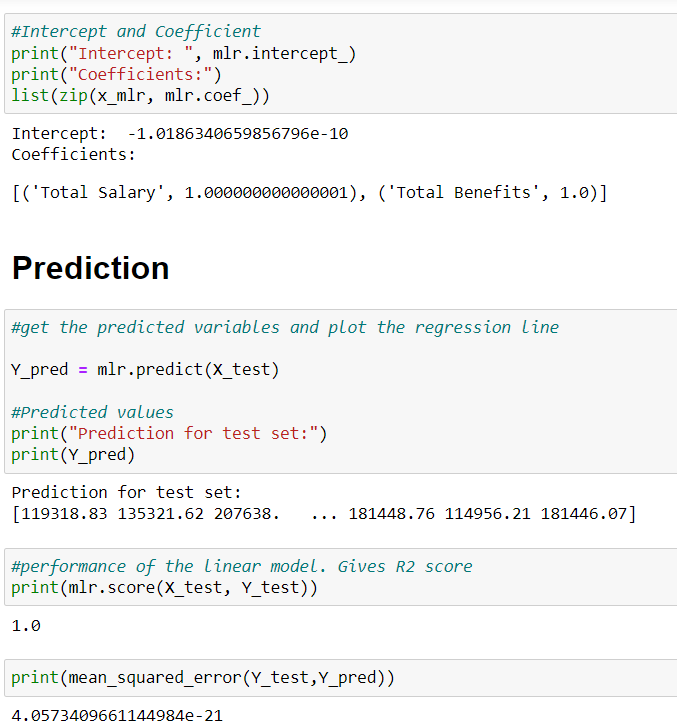 #Intercept and Coefficient
print("Intercept: ", mlr.intercept_)
print("Coefficients:")
list(zip(x_mlr, mlr.coef_))
Intercept:  -1.0186340659856796e-10
Coefficients:
[('Total Salary', 1.000000000000001), ('Total Benefits', 1.0)]
Prediction
#get the predicted variables and plot the regression line
Y_pred = mlr.predict(X_test)
#Predicted values
print("Prediction for test set:")
print(Y_pred)
Prediction for test set:
[119318.83 135321.62 207638.   ... 181448.76 114956.21 181446.07]
#performance of the linear model. Gives R2 score
print(mlr.score(X_test, Y_test))
1.0
print(mean_squared_error(Y_test,Y_pred))
4.0573409661144984e-21